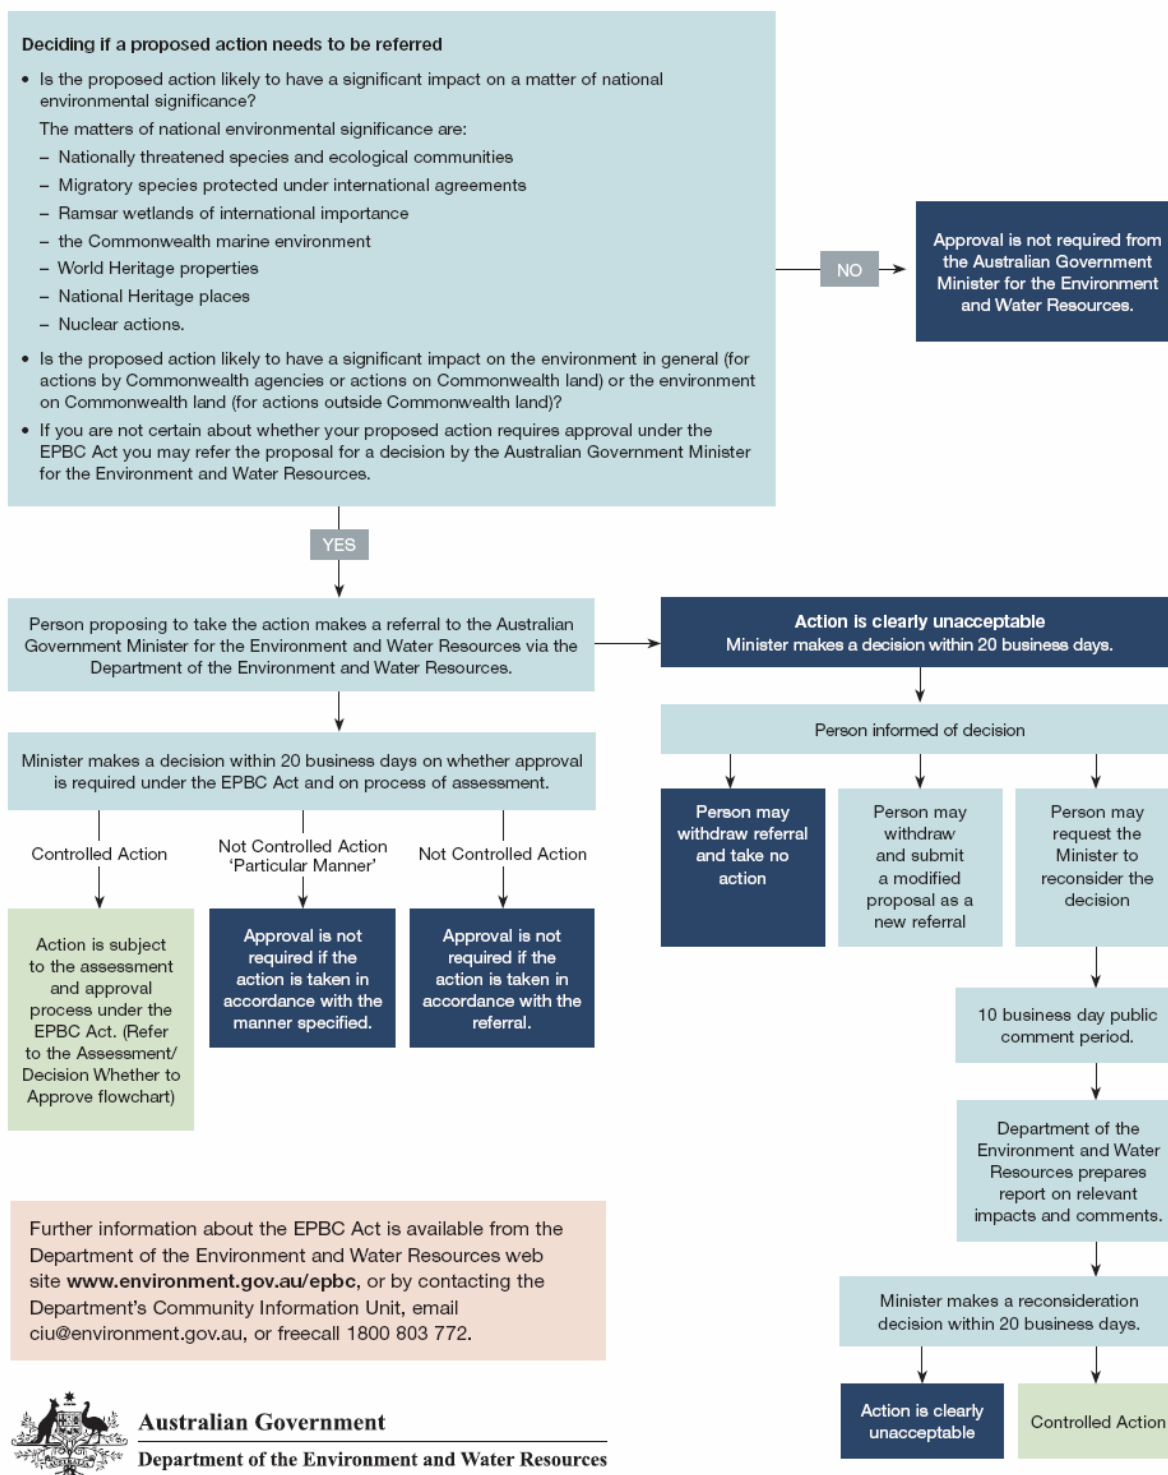 Deciding if a proposed action needs to be referred
• Is the proposed action likely to have a significant impact on a matter of national
environmental significance?
The matters of national environmental significance are:
– Nationally threatened species and ecological communities
– Migratory species protected under international agreements
– Ramsar wetlands of international importance
– the Commonwealth marine environment
– World Heritage properties
– National Heritage places
– Nuclear actions.
• Is the proposed action likely to have a significant impact on the environment in general (for
actions by Commonwealth agencies or actions on Commonwealth land) or the environment
on Commonwealth land (for actions outside Commonwealth land)?
• If you are not certain about whether your proposed action requires approval under the
EPBC Act you may refer the proposal for a decision by the Australian Government Minister
for the Environment and Water Resources.
NO
Approval is not required from
the Australian Government
Minister for the Environment
and Water Resources.
YES
Person proposing to take the action makes a referral to the Australian
Government Minister for the Environment and Water Resources via the
Department of the Environment and Water Resources.
Action is clearly unacceptable
Minister makes a decision within 20 business days.
Person informed of decision
Minister makes a decision within 20 business days on whether approval
is required under the EPBC Act and on process of assessment.
Person may
withdraw referral
and take no
action
Person may
withdraw
and submit
a modified
proposal as a
new referral
Person may
request the
Minister to
reconsider the
decision
Controlled Action
Not Controlled Action
‘Particular Manner’
Not Controlled Action
Action is subject
to the assessment
and approval
process under the
EPBC Act. (Refer
to the Assessment/
Decision Whether to
Approve flowchart)
Approval is not
required if the
action is taken in
accordance with the
manner specified.
Approval is not
required if the
action is taken in
accordance with the
referral.
10 business day public
comment period.
Department of the
Environment and Water
Resources prepares
report on relevant
impacts and comments.
Minister makes a reconsideration
decision within 20 business days.
Action is clearly
unacceptable
Controlled Action
Further information about the EPBC Act is available from the
Department of the Environment and Water Resources web
site www.environment.gov.au/epbc, or by contacting the
Department’s Community Information Unit, email
ciu@environment.gov.au, or freecall 1800 803 772.
AUSTRALIA
Australian Government
Department of the Environment and Water Resources